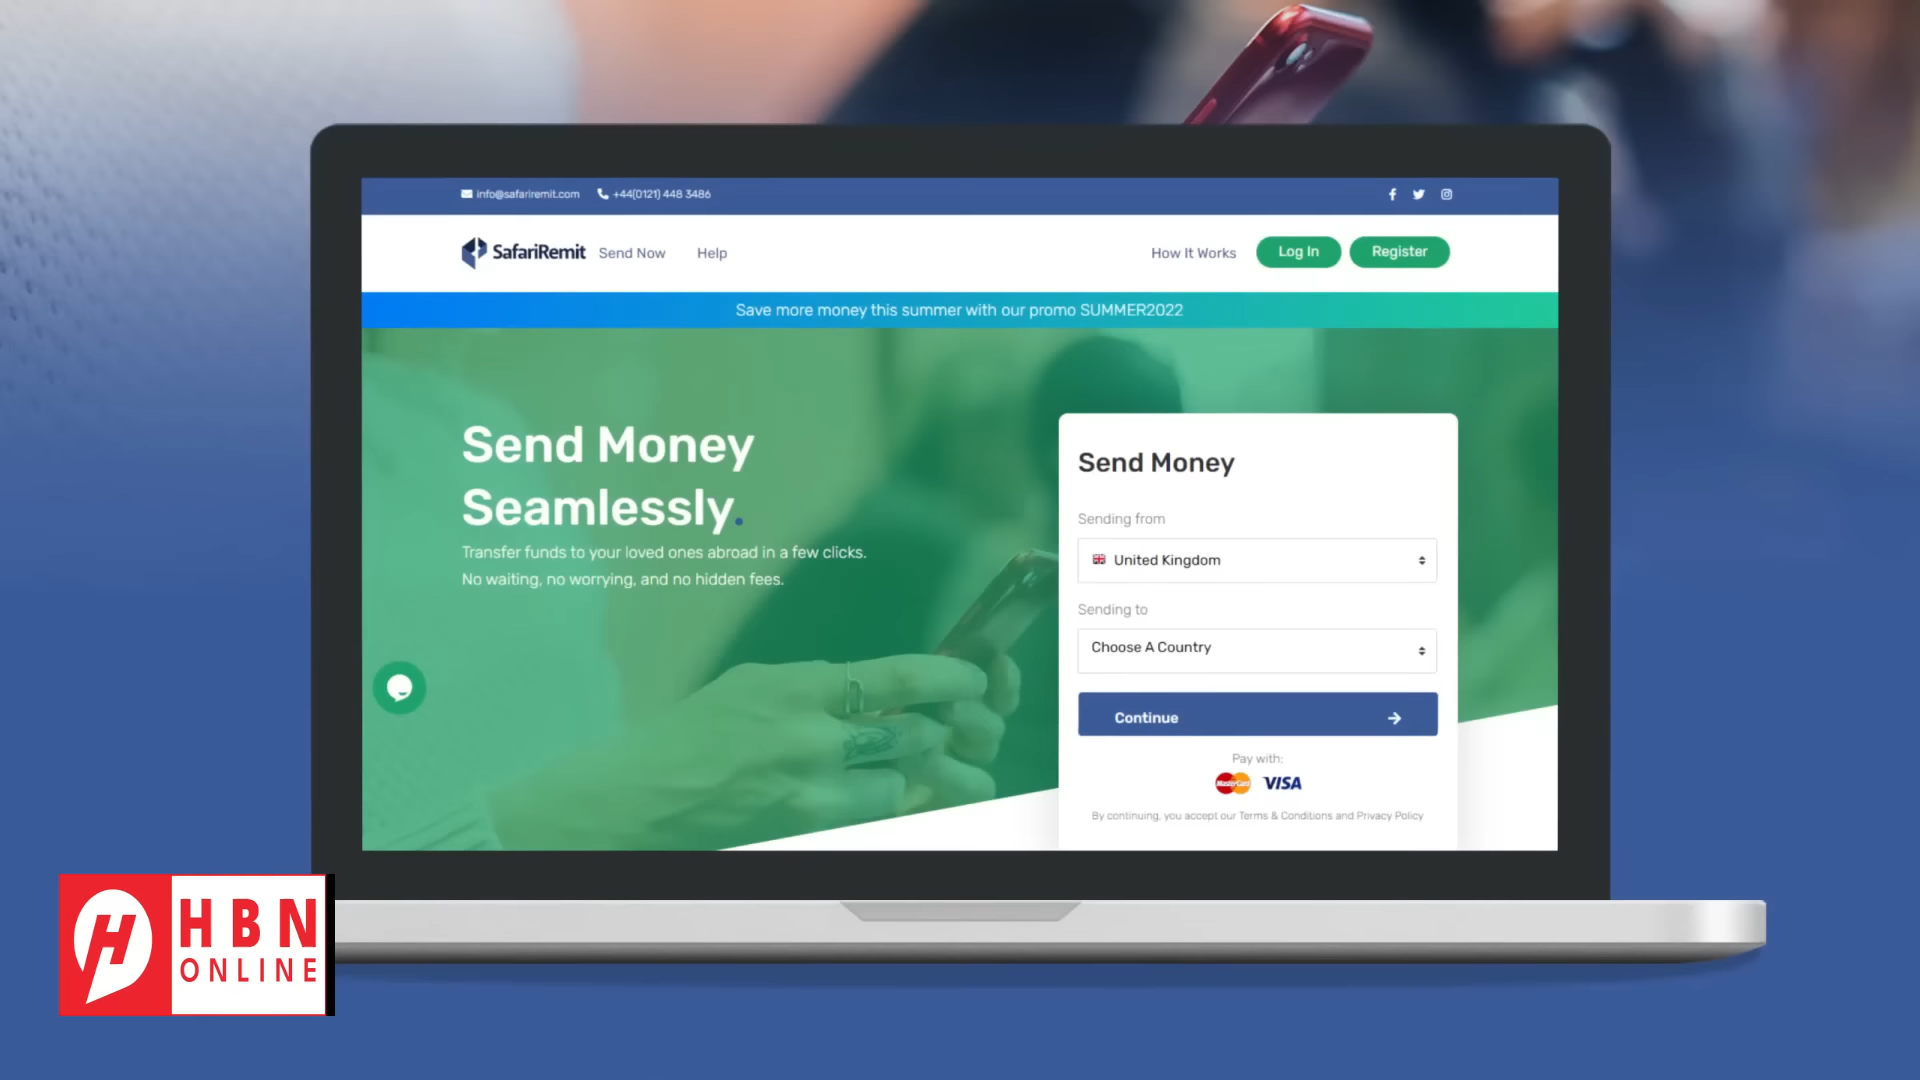 info@safariremit.com +44(0121) 448 3486
SafariRemit Send Now Help How It Works Log In Register
Save more money this summer with our promo SUMMER2022
Send Money
Seamlessly.
Transfer funds to your loved ones abroad in a few clicks.
No waiting, no worrying, and no hidden fees.
Send Money
Sending from
United Kingdom
Sending to
Choose A Country
Continue
Pay with:
MasterCard VISA
By continuing, you accept our Terms & Conditions and Privacy Policy
H HBN
ONLINE